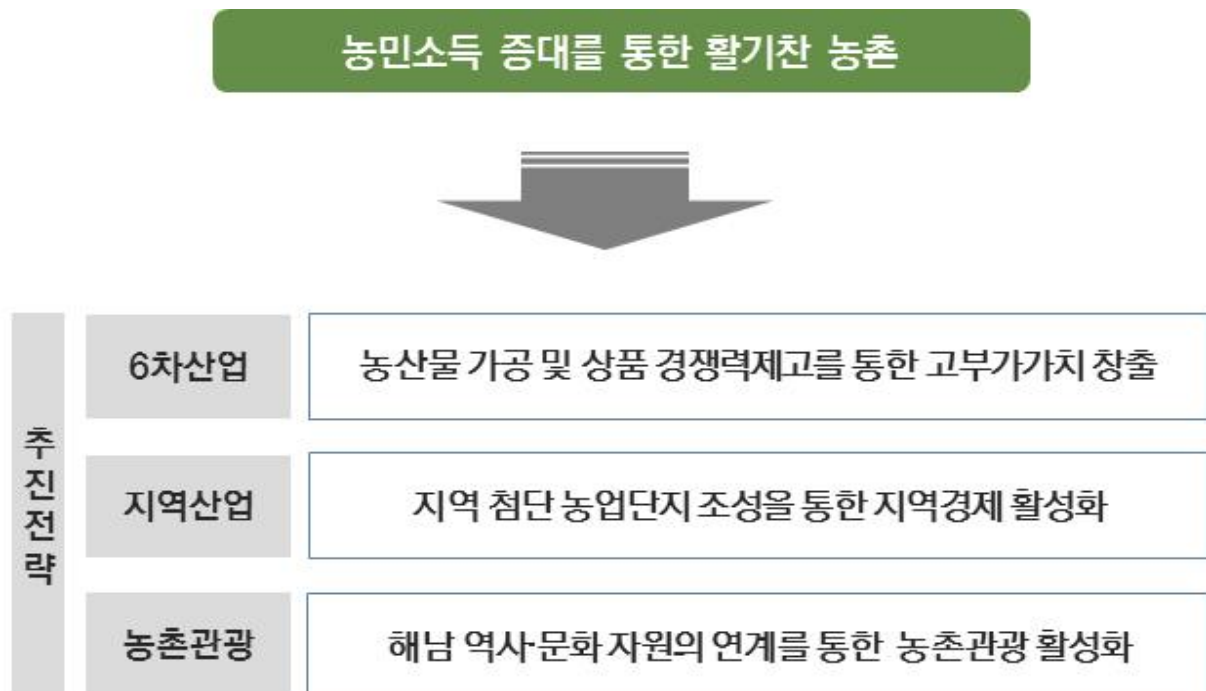 농민소득 증대를 통한 활기찬 농촌
추진전략
6차산업
농산물 가공 및 상품 경쟁력제고를 통한 고부가가치 창출
지역산업
지역 첨단 농업단지 조성을 통한 지역경제 활성화
농촌관광
해남 역사·문화 자원의 연계를 통한 농촌관광 활성화